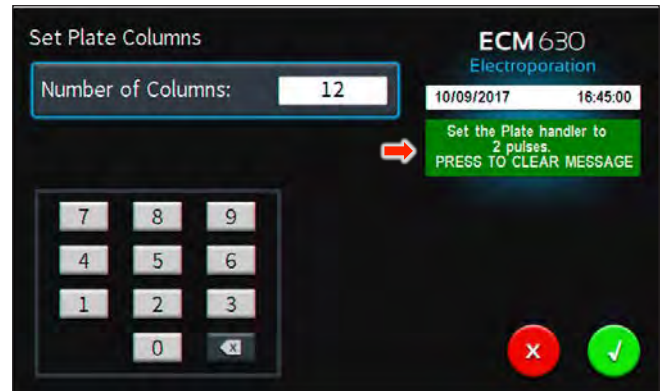 Set Plate Columns
Number of Columns: 12
ECM 630
Electroporation
10/09/2017 16:45:00
Set the Plate handler to
2 pulses.
PRESS TO CLEAR MESSAGE
7 8 9
4 5 6
1 2 3
0 x
x